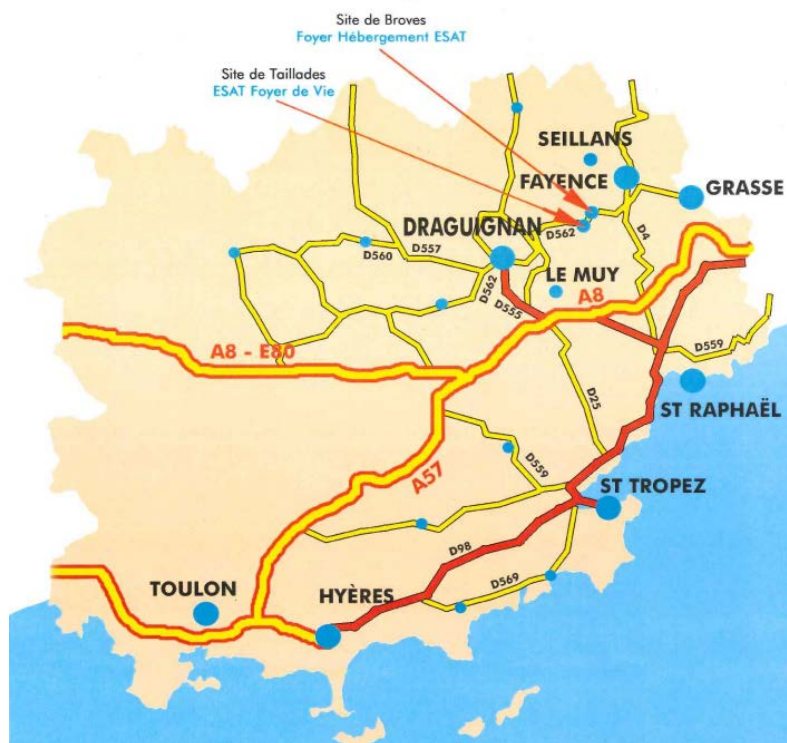 Site de Broves
Foyer Hébergement ESAT
Site de Taillades
ESAT Foyer de Vie
SEILLANS
FAYENCE
GRASSE
DRAGUIGNAN
D562
D4
D557
D560
D562
LE MUY
A8
D555
A8 - E80
D559
D25
ST RAPHAËL
D559
A57
ST TROPEZ
D98
D569
TOULON
HYÈRES